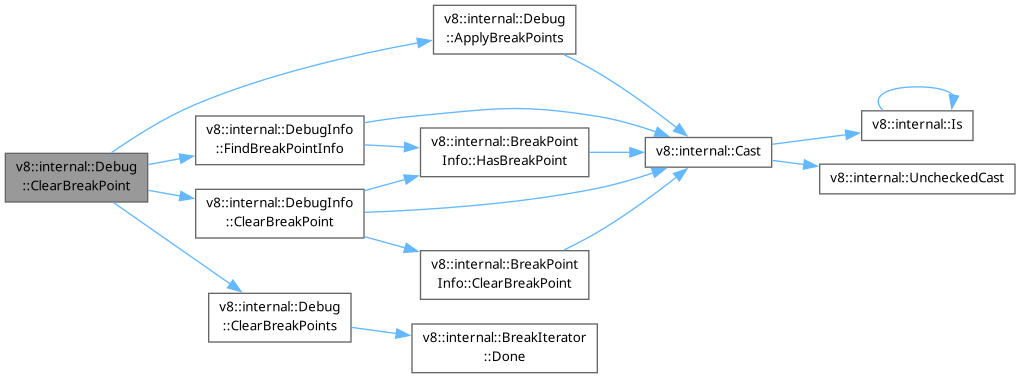 v8::internal::Debug
::ClearBreakPoint
v8::internal::Debug
::ApplyBreakPoints
v8::internal::DebugInfo
::FindBreakPointInfo
v8::internal::BreakPoint
Info::HasBreakPoint
v8::internal::Cast
v8::internal::Is
v8::internal::UncheckedCast
v8::internal::DebugInfo
::ClearBreakPoint
v8::internal::BreakPoint
Info::ClearBreakPoint
v8::internal::Debug
::ClearBreakPoints
v8::internal::BreakIterator
::Done